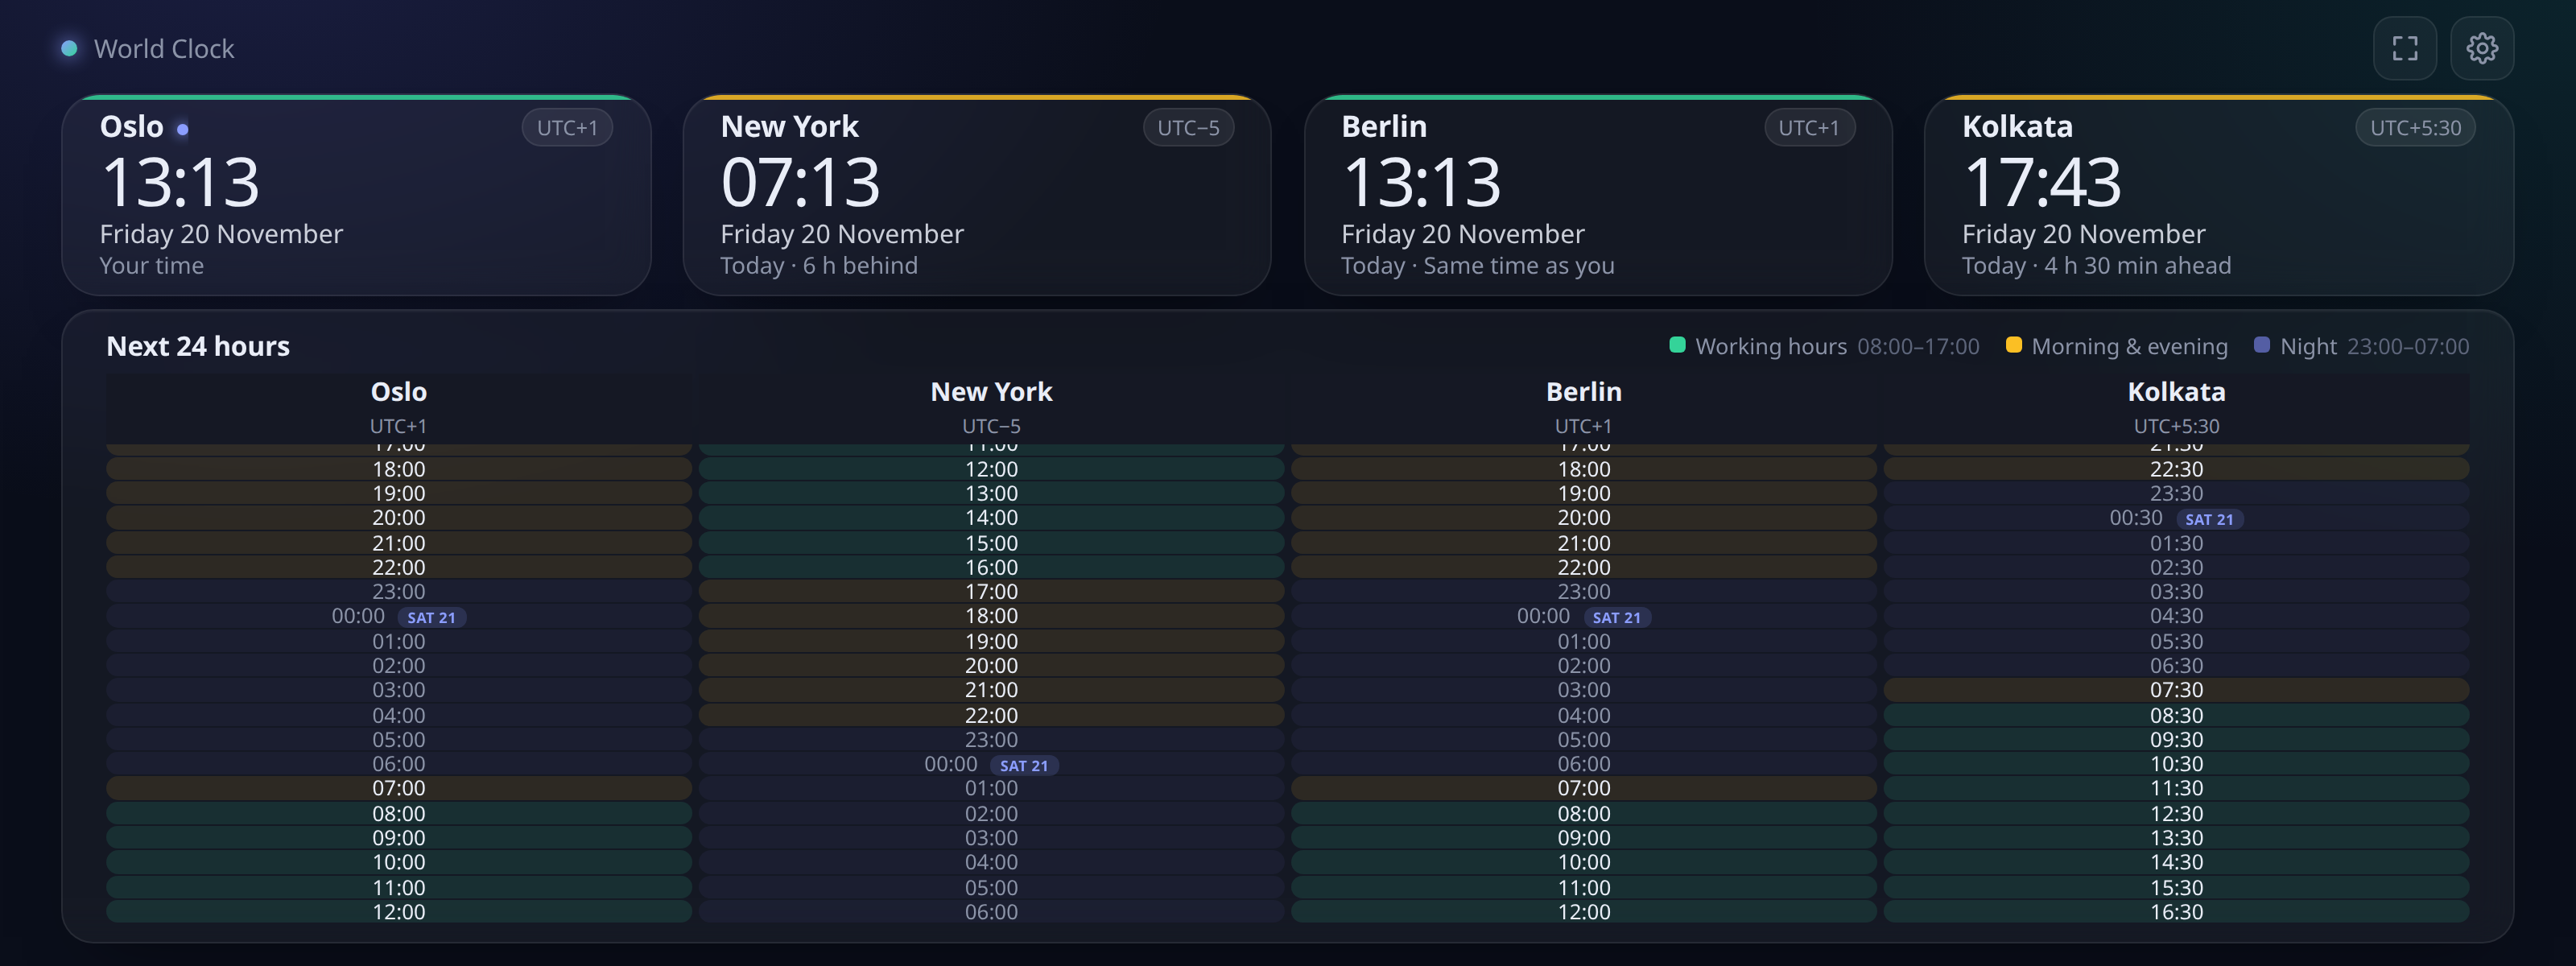 World Clock
Oslo UTC+1
13:13
Friday 20 November
Your time
New York UTC−5
07:13
Friday 20 November
Today · 6 h behind
Berlin UTC+1
13:13
Friday 20 November
Today · Same time as you
Kolkata UTC+5:30
17:43
Friday 20 November
Today · 4 h 30 min ahead
Next 24 hours
Working hours 08:00–17:00 Morning & evening Night 23:00–07:00
Oslo New York Berlin Kolkata
UTC+1 UTC−5 UTC+1 UTC+5:30
17:00 11:00 17:00 21:30
18:00 12:00 18:00 22:30
19:00 13:00 19:00 23:30
20:00 14:00 20:00 00:30 SAT 21
21:00 15:00 21:00 01:30
22:00 16:00 22:00 02:30
23:00 17:00 23:00 03:30
00:00 SAT 21 18:00 00:00 SAT 21 04:30
01:00 19:00 01:00 05:30
02:00 20:00 02:00 06:30
03:00 21:00 03:00 07:30
04:00 22:00 04:00 08:30
05:00 23:00 05:00 09:30
06:00 00:00 SAT 21 06:00 10:30
07:00 01:00 07:00 11:30
08:00 02:00 08:00 12:30
09:00 03:00 09:00 13:30
10:00 04:00 10:00 14:30
11:00 05:00 11:00 15:30
12:00 06:00 12:00 16:30